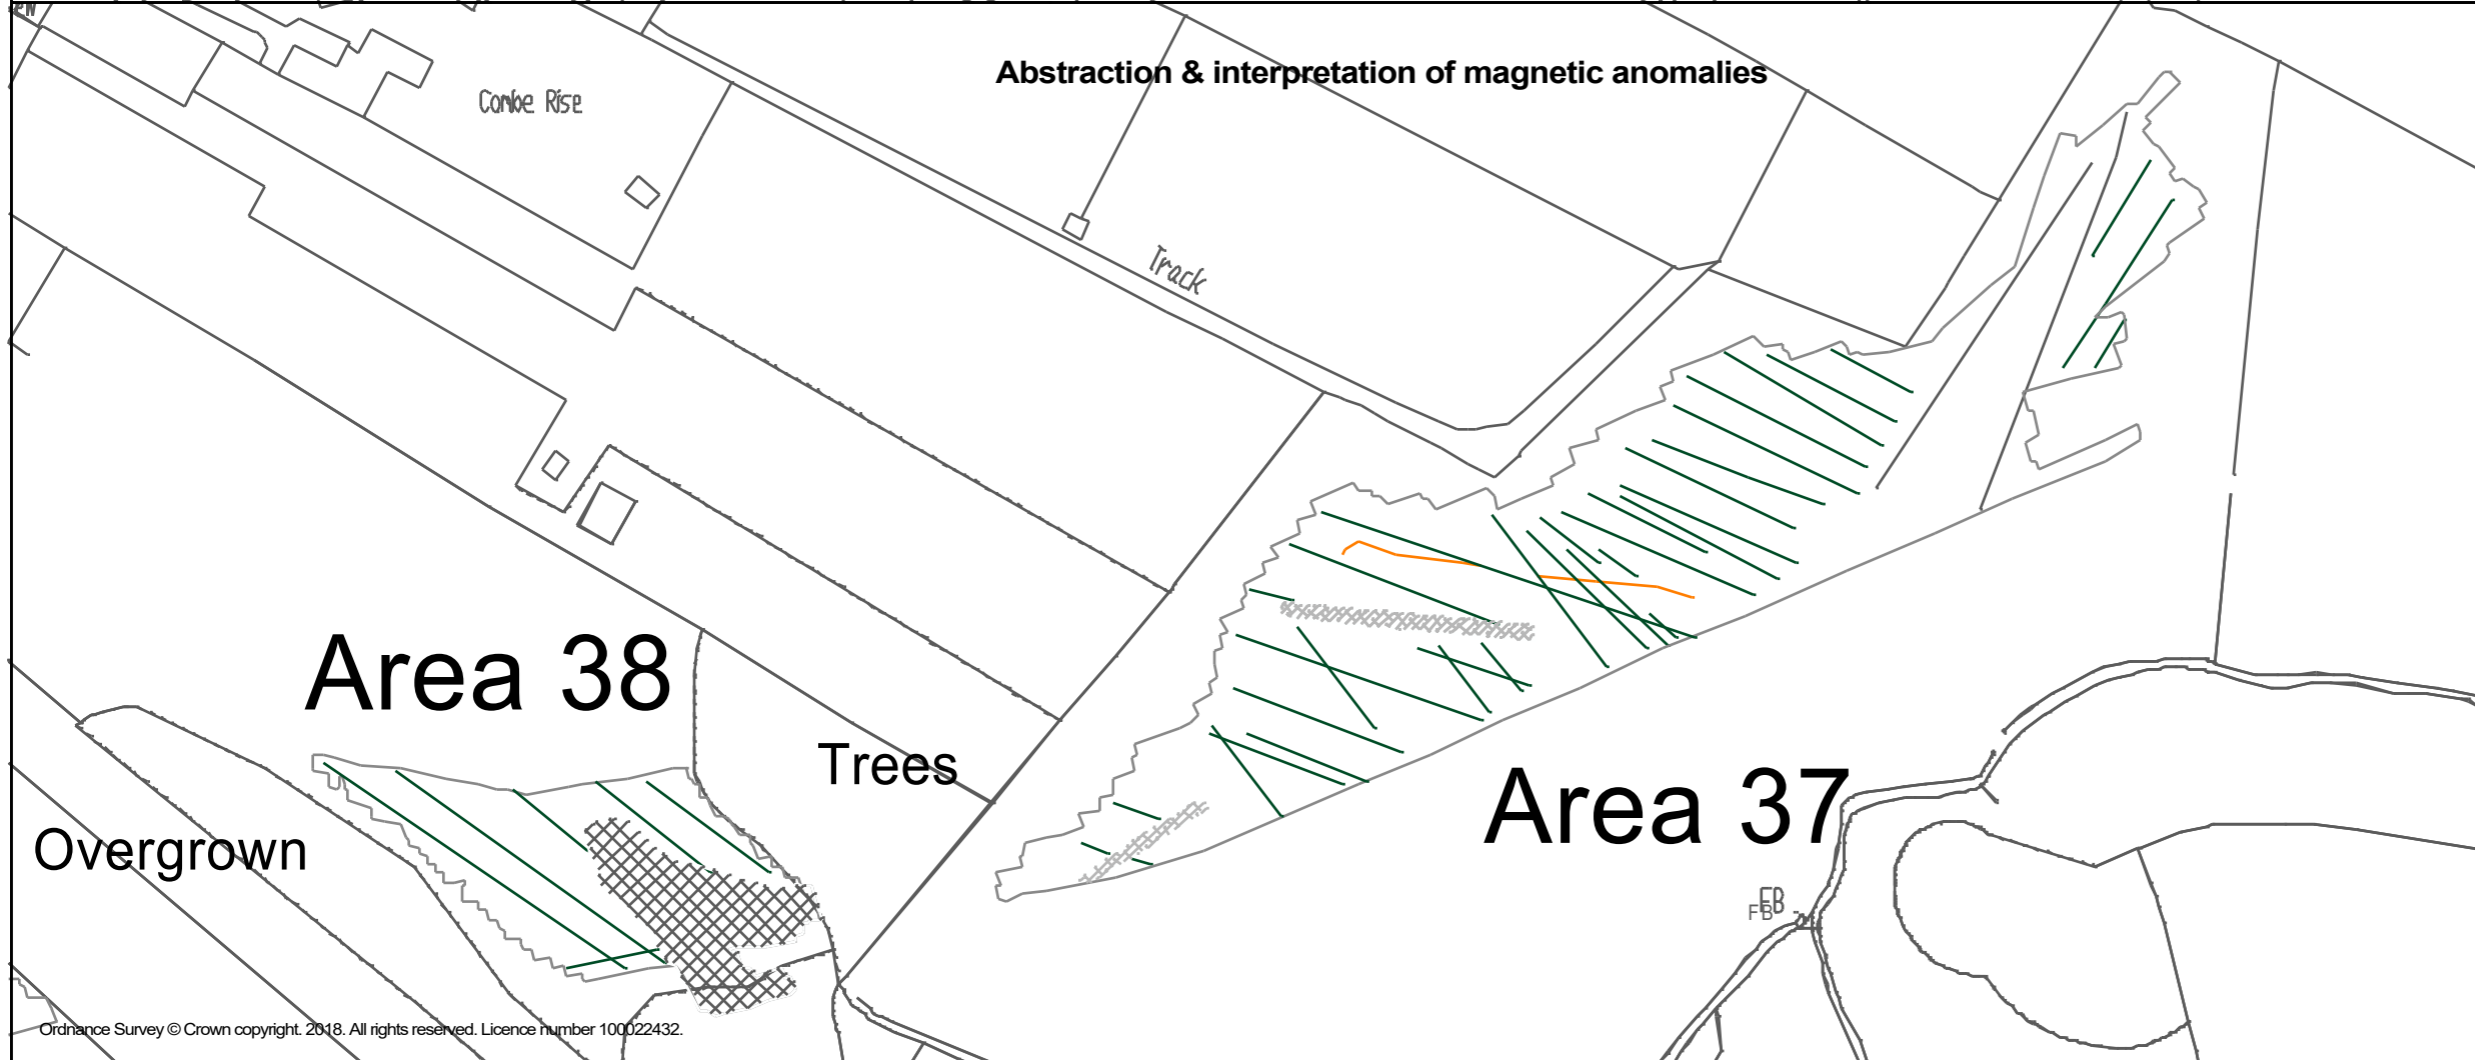 Abstraction & interpretation of magnetic anomalies
Combe Rise
Track
Area 38
Trees
Area 37
Overgrown
FB
FB
Ordnance Survey © Crown copyright. 2018. All rights reserved. Licence number 100022432.